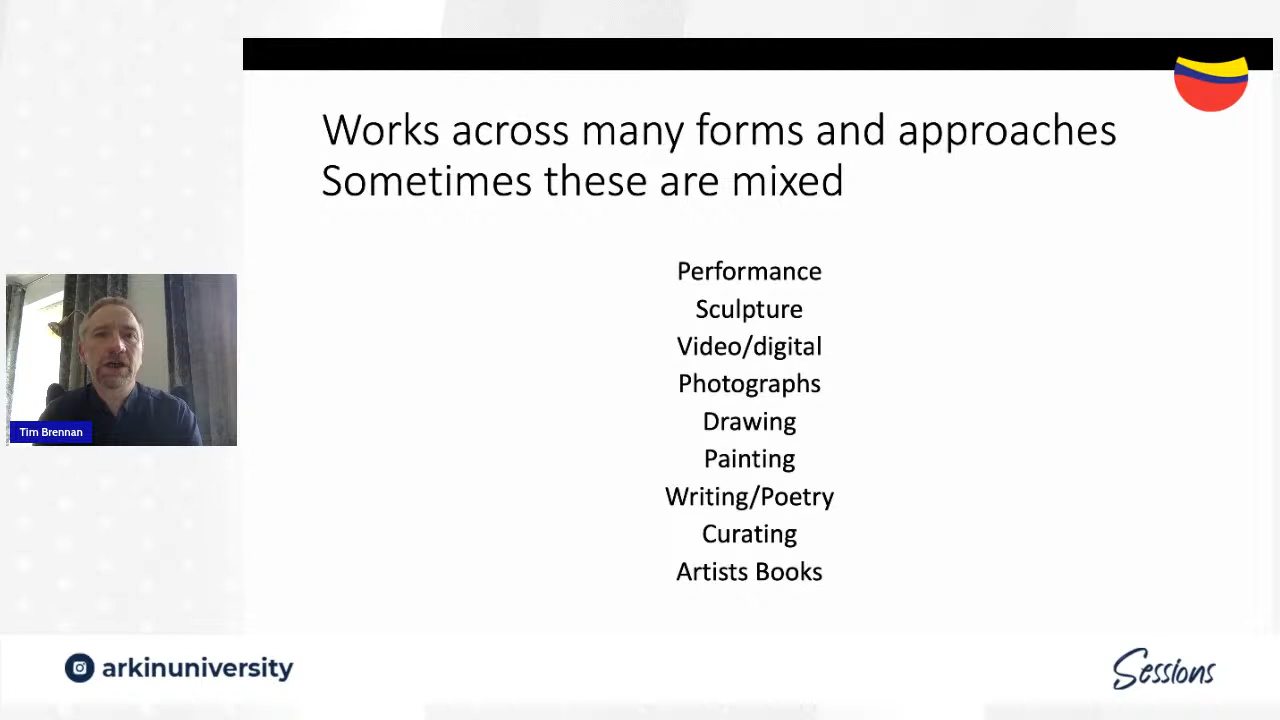 Works across many forms and approaches
Sometimes these are mixed
Performance
Sculpture
Video/digital
Photographs
Drawing
Painting
Writing/Poetry
Curating
Artists Books
Tim Brennan
arkinuniversity
Sessions